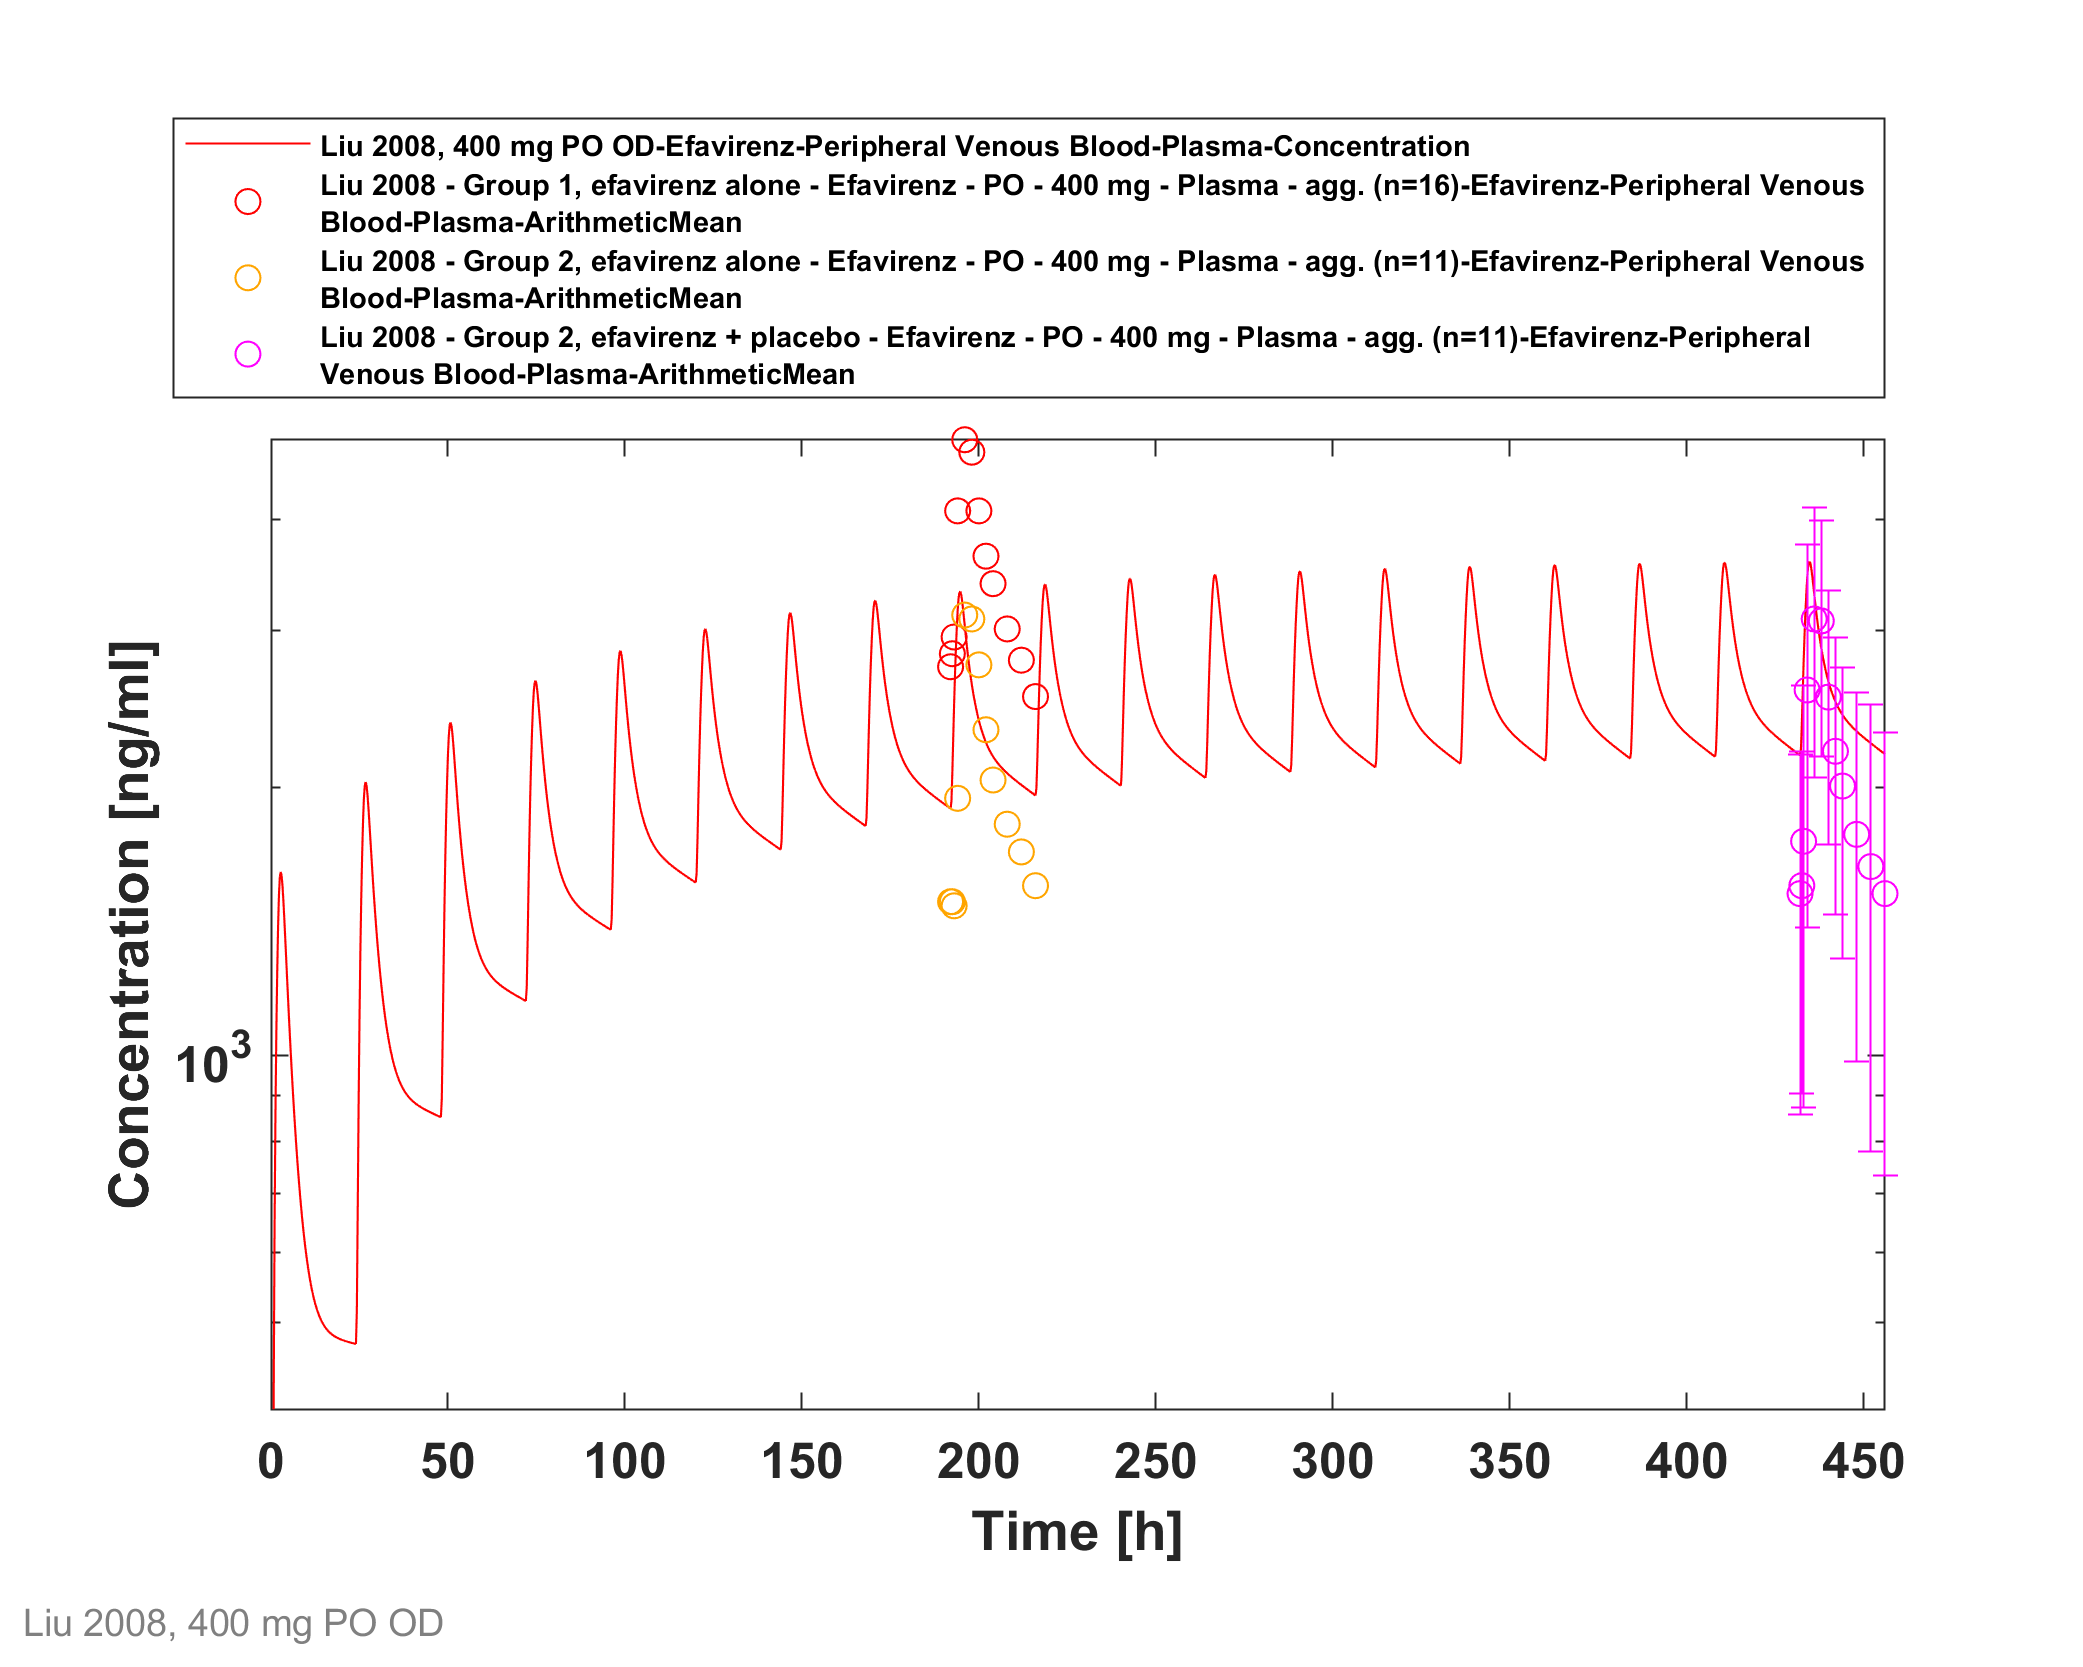 Liu 2008, 400 mg PO OD-Efavirenz-Peripheral Venous Blood-Plasma-Concentration
Liu 2008 - Group 1, efavirenz alone - Efavirenz - PO - 400 mg - Plasma - agg. (n=16)-Efavirenz-Peripheral Venous
Blood-Plasma-ArithmeticMean
Liu 2008 - Group 2, efavirenz alone - Efavirenz - PO - 400 mg - Plasma - agg. (n=11)-Efavirenz-Peripheral Venous
Blood-Plasma-ArithmeticMean
Liu 2008 - Group 2, efavirenz + placebo - Efavirenz - PO - 400 mg - Plasma - agg. (n=11)-Efavirenz-Peripheral
Venous Blood-Plasma-ArithmeticMean
Concentration [ng/ml]
10³
0 50 100 150 200 250 300 350 400 450
Time [h]
Liu 2008, 400 mg PO OD